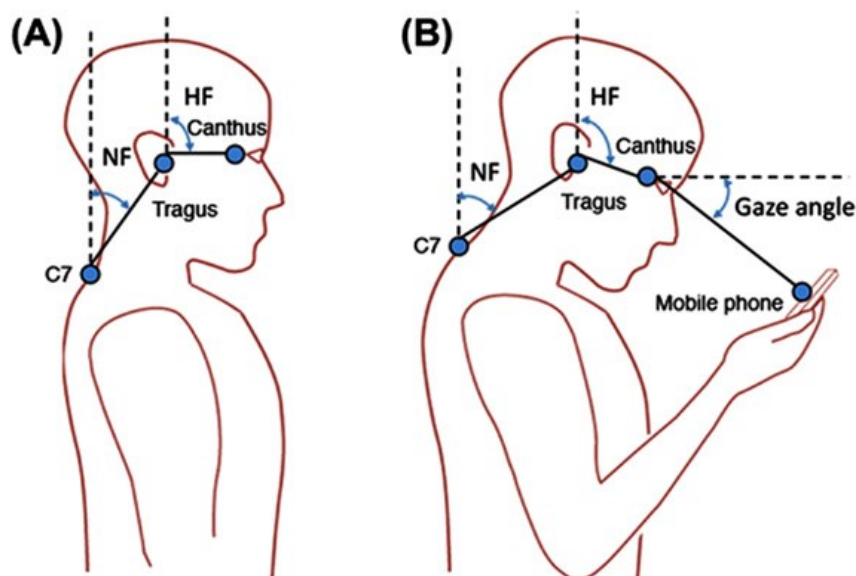 (A)
HF
Canthus
NF
Tragus
C7
(B)
HF
Canthus
NF
Tragus
Gaze angle
C7
Mobile phone